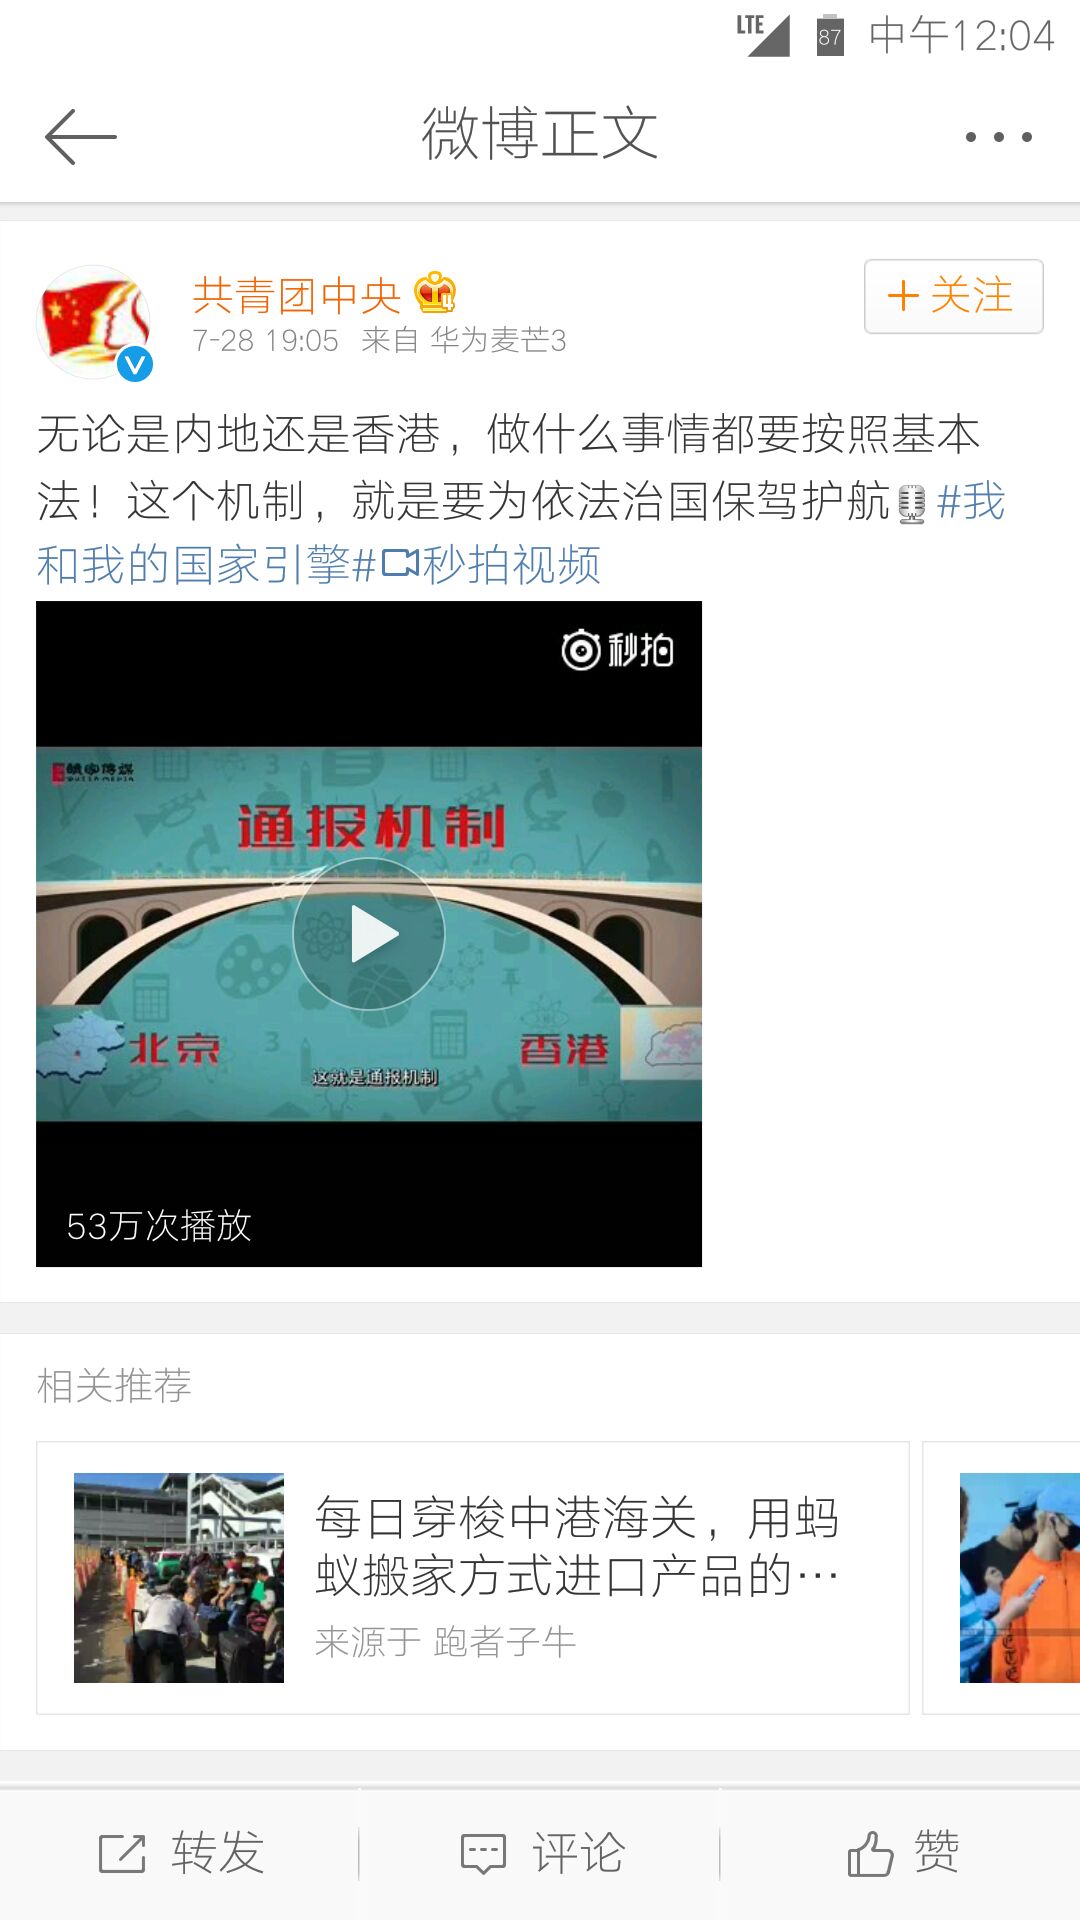 LTE 87 中午12:04
微博正文
共青团中央
+关注
7-28 19:05 来自 华为麦芒3
无论是内地还是香港，做什么事情都要按照基本
法！这个机制，就是要为依法治国保驾护航#我
和我的国家引擎#秒拍视频
秒拍
通报机制
北京
香港
这就是通报机制
53万次播放
相关推荐
每日穿梭中港海关，用蚂
蚁搬家方式进口产品的…
来源于 跑者子牛
转发
评论
赞